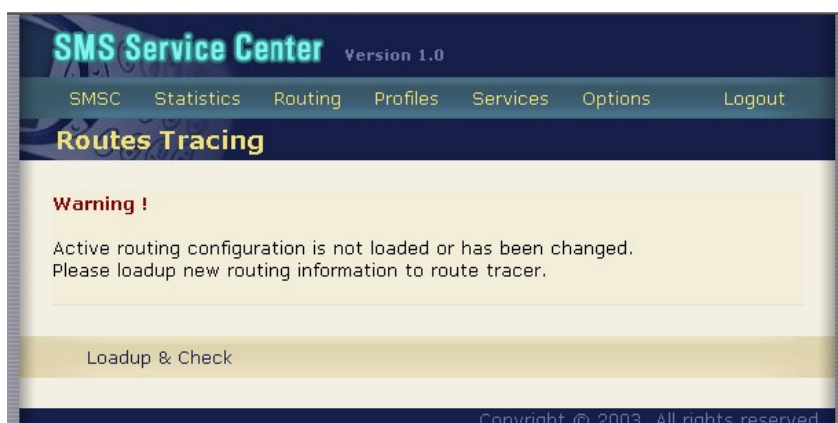 SMS Service Center Version 1.0
SMSC Statistics Routing Profiles Services Options Logout
Routes Tracing
Warning !
Active routing configuration is not loaded or has been changed.
Please loadup new routing information to route tracer.
Loadup & Check
Copyright © 2003. All rights reserved